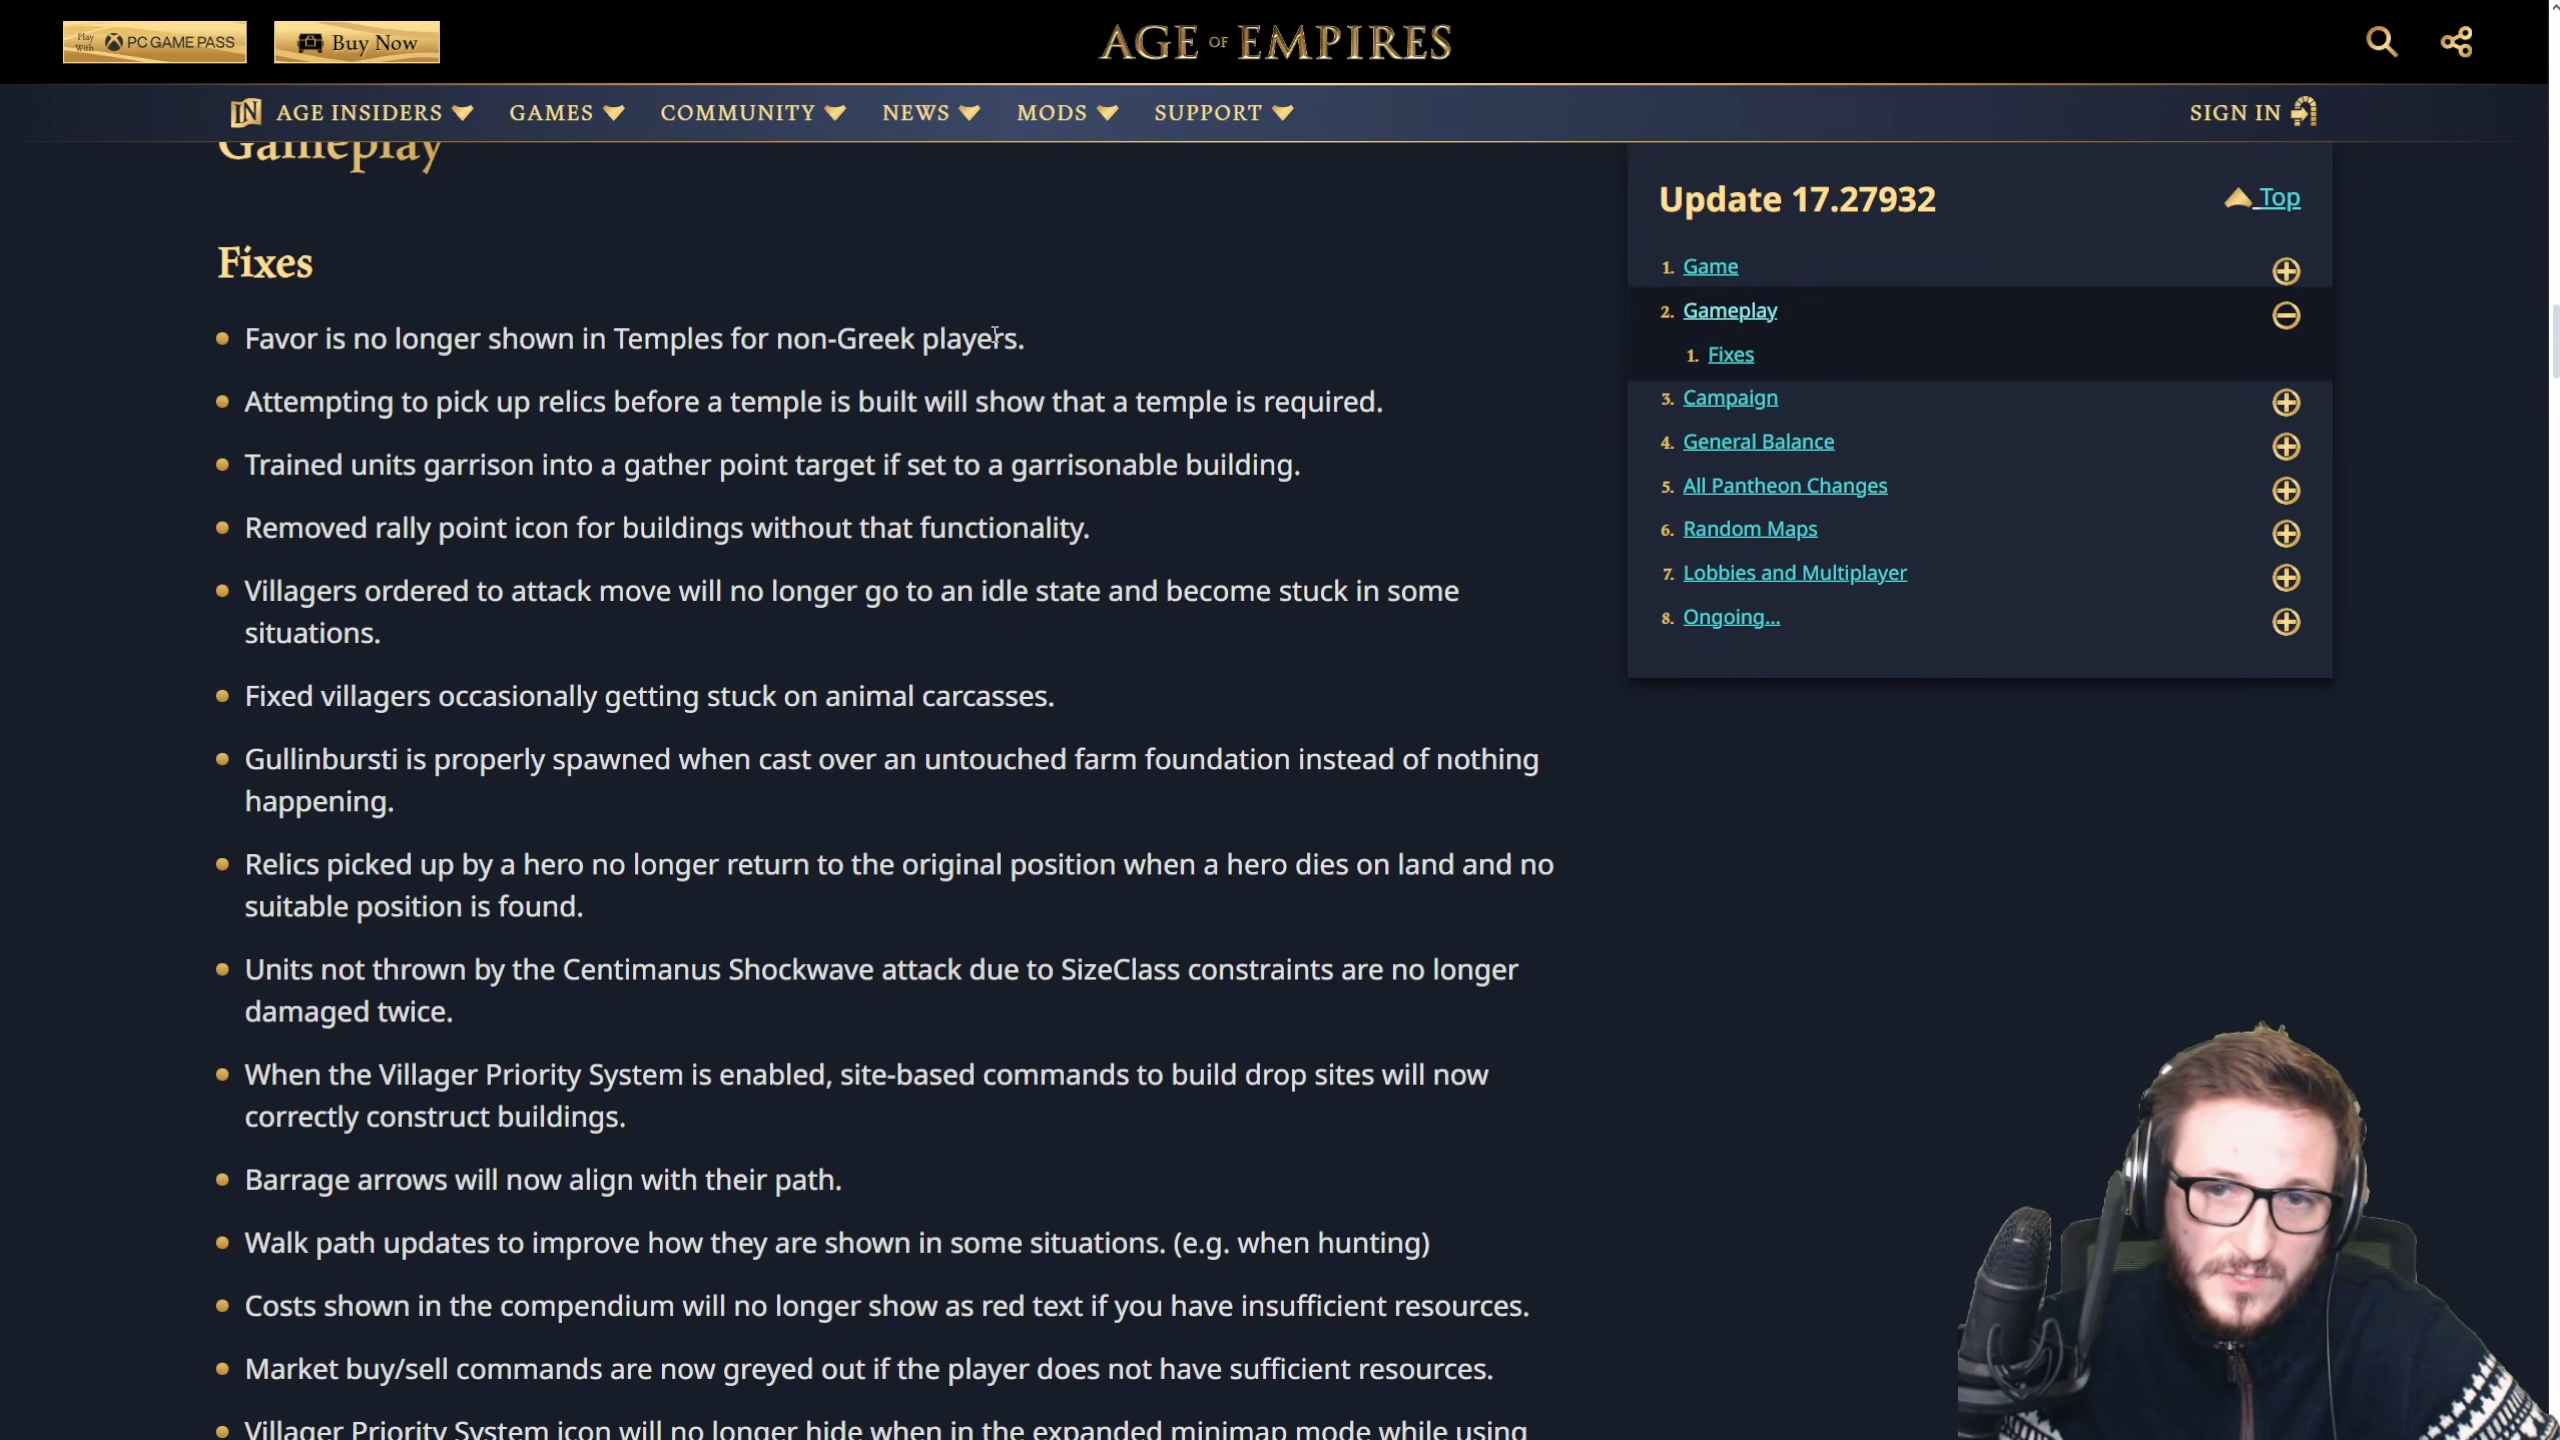 Play With PC GAME PASS
Buy Now
AGE OF EMPIRES
IN AGE INSIDERS
GAMES
COMMUNITY
NEWS
MODS
SUPPORT
SIGN IN
Gameplay
Fixes
Favor is no longer shown in Temples for non-Greek players.
Attempting to pick up relics before a temple is built will show that a temple is required.
Trained units garrison into a gather point target if set to a garrisonable building.
Removed rally point icon for buildings without that functionality.
Villagers ordered to attack move will no longer go to an idle state and become stuck in some
situations.
Fixed villagers occasionally getting stuck on animal carcasses.
Gullinbursti is properly spawned when cast over an untouched farm foundation instead of nothing
happening.
Relics picked up by a hero no longer return to the original position when a hero dies on land and no
suitable position is found.
Units not thrown by the Centimanus Shockwave attack due to SizeClass constraints are no longer
damaged twice.
When the Villager Priority System is enabled, site-based commands to build drop sites will now
correctly construct buildings.
Barrage arrows will now align with their path.
Walk path updates to improve how they are shown in some situations. (e.g. when hunting)
Costs shown in the compendium will no longer show as red text if you have insufficient resources.
Market buy/sell commands are now greyed out if the player does not have sufficient resources.
Villager Priority System icon will no longer hide when in the expanded minimap mode while using
Update 17.27932
Top
1. Game
2. Gameplay
1. Fixes
3. Campaign
4. General Balance
5. All Pantheon Changes
6. Random Maps
7. Lobbies and Multiplayer
8. Ongoing...